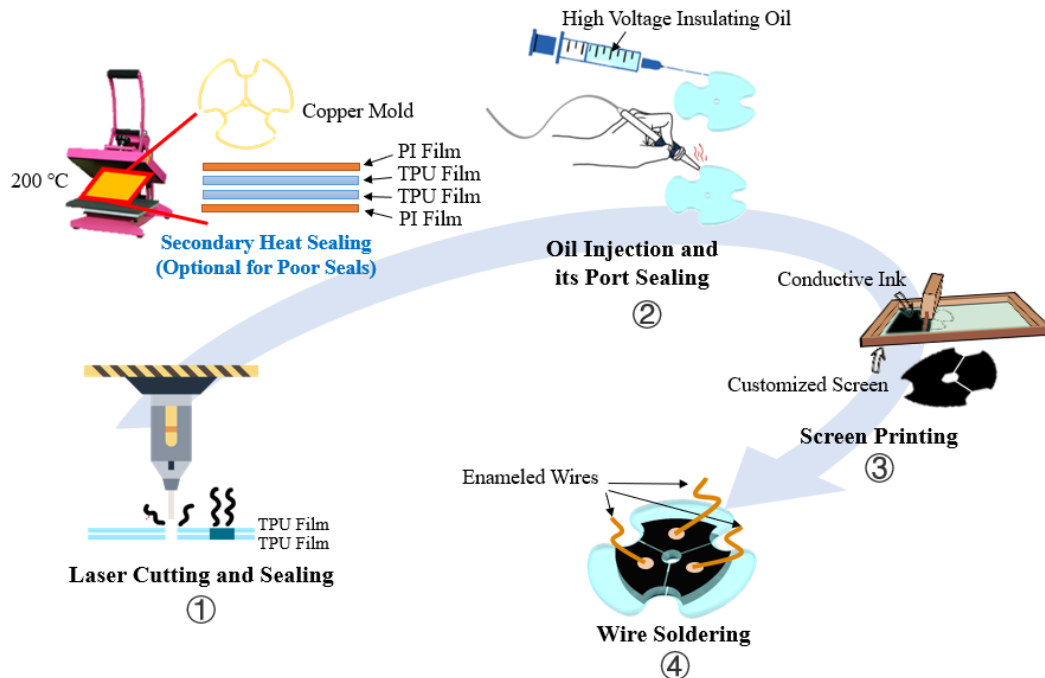 High Voltage Insulating Oil
Copper Mold
200 °C
PI Film
TPU Film
TPU Film
PI Film
Secondary Heat Sealing
(Optional for Poor Seals)
Oil Injection and
its Port Sealing
②
Conductive Ink
Customized Screen
Screen Printing
③
TPU Film
TPU Film
Laser Cutting and Sealing
①
Enameled Wires
Wire Soldering
④